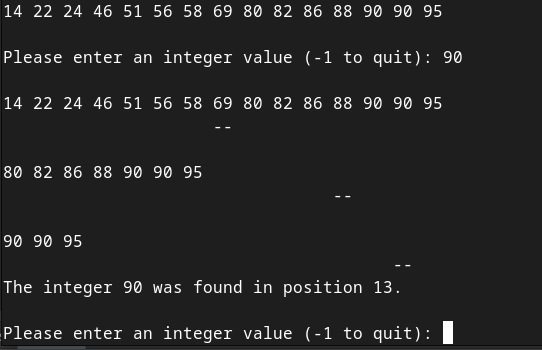 14 22 24 46 51 56 58 69 80 82 86 88 90 90 95
Please enter an integer value (-1 to quit): 90
14 22 24 46 51 56 58 69 80 82 86 88 90 90 95
--
80 82 86 88 90 90 95
--
90 90 95
--
The integer 90 was found in position 13.
Please enter an integer value (-1 to quit):